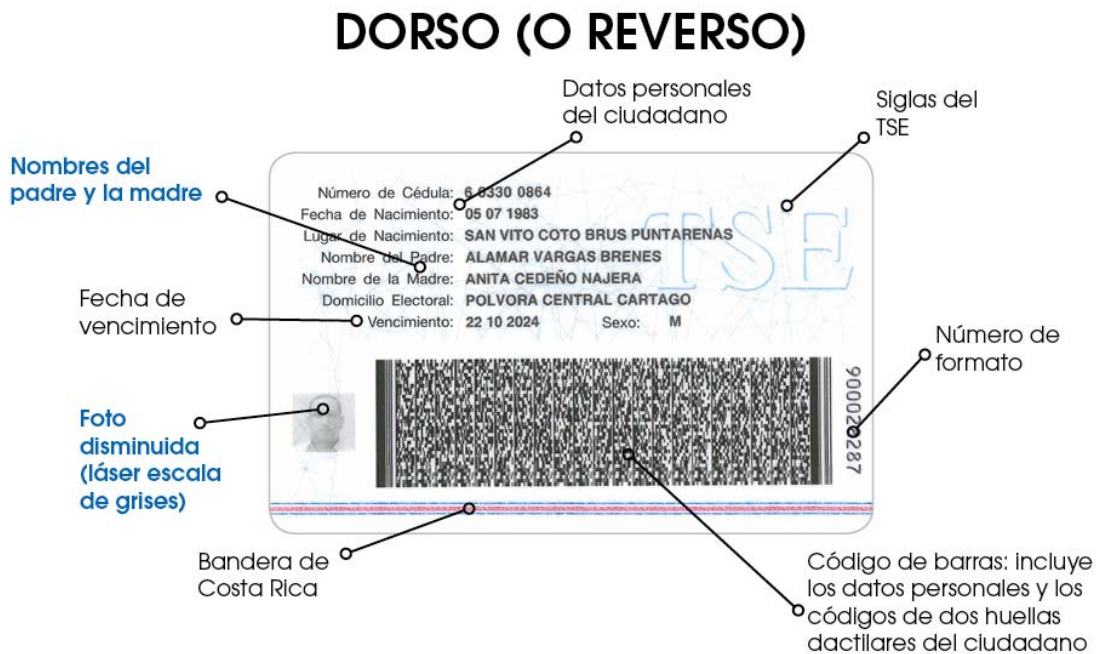 DORSO (O REVERSO)
Datos personales
del ciudadano
Siglas del
TSE
Nombres del
padre y la madre
Número de Cédula: 6 0330 0864
Fecha de Nacimiento: 05 07 1983
Lugar de Nacimiento: SAN VITO COTO BRUS PUNTARENAS
Nombre del Padre: ALAMAR VARGAS BRENES
Nombre de la Madre: ANITA CEDEÑO NAJERA
Domicilio Electoral: POLVORA CENTRAL CARTAGO
Vencimiento: 22 10 2024 Sexo: M
TSE
Fecha de
vencimiento
Número de
formato
900020287
Foto
disminuida
(láser escala
de grises)
Bandera de
Costa Rica
Código de barras: incluye
los datos personales y los
códigos de dos huellas
dactilares del ciudadano